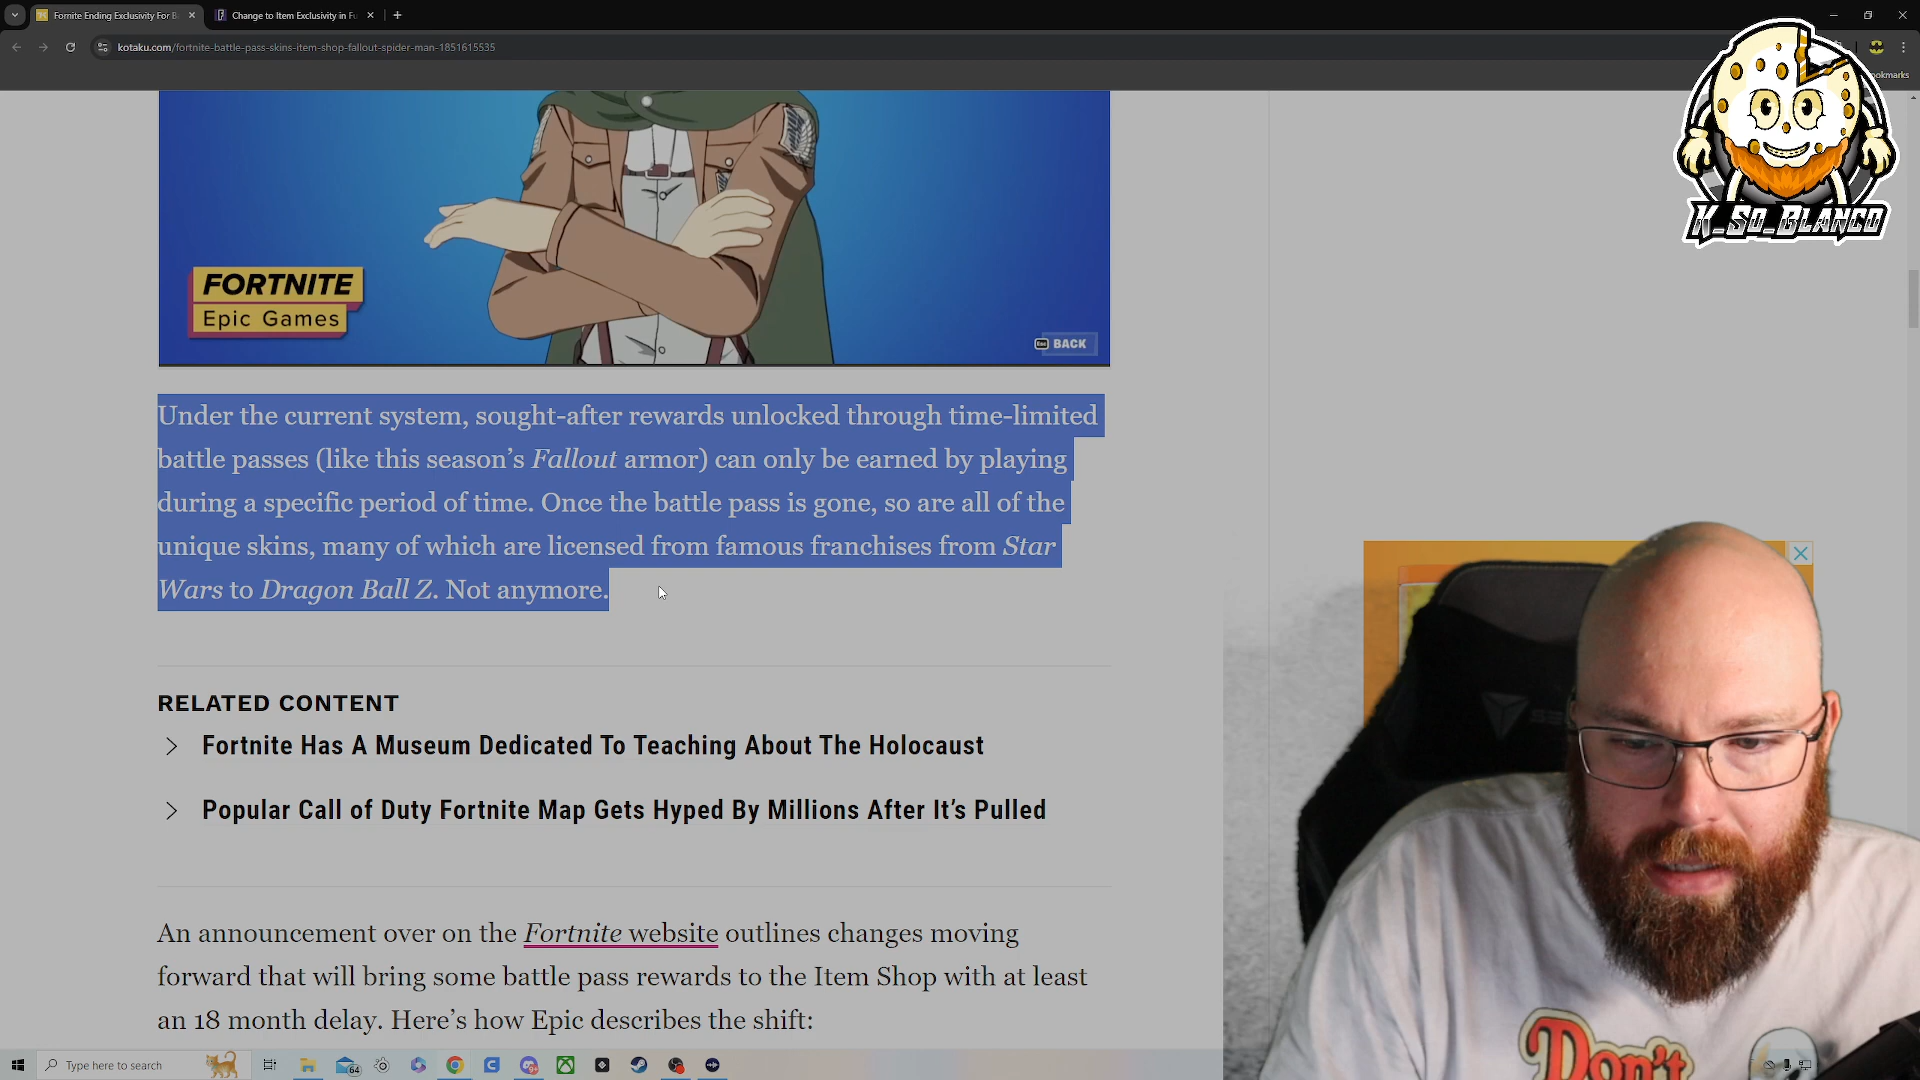 Fornite Ending Exclusivity For B
Change to Item Exclusivity in Fu
kotaku.com/fortnite-battle-pass-skins-item-shop-fallout-spider-man-1851615535
ookmarks
K_So_Blanco
FORTNITE
Epic Games
Esc BACK
Under the current system, sought-after rewards unlocked through time-limited
battle passes (like this season's Fallout armor) can only be earned by playing
during a specific period of time. Once the battle pass is gone, so are all of the
unique skins, many of which are licensed from famous franchises from Star
Wars to Dragon Ball Z. Not anymore.
RELATED CONTENT
Fortnite Has A Museum Dedicated To Teaching About The Holocaust
Popular Call of Duty Fortnite Map Gets Hyped By Millions After It's Pulled
An announcement over on the Fortnite website outlines changes moving
forward that will bring some battle pass rewards to the Item Shop with at least
an 18 month delay. Here's how Epic describes the shift:
Don't
Type here to search
64